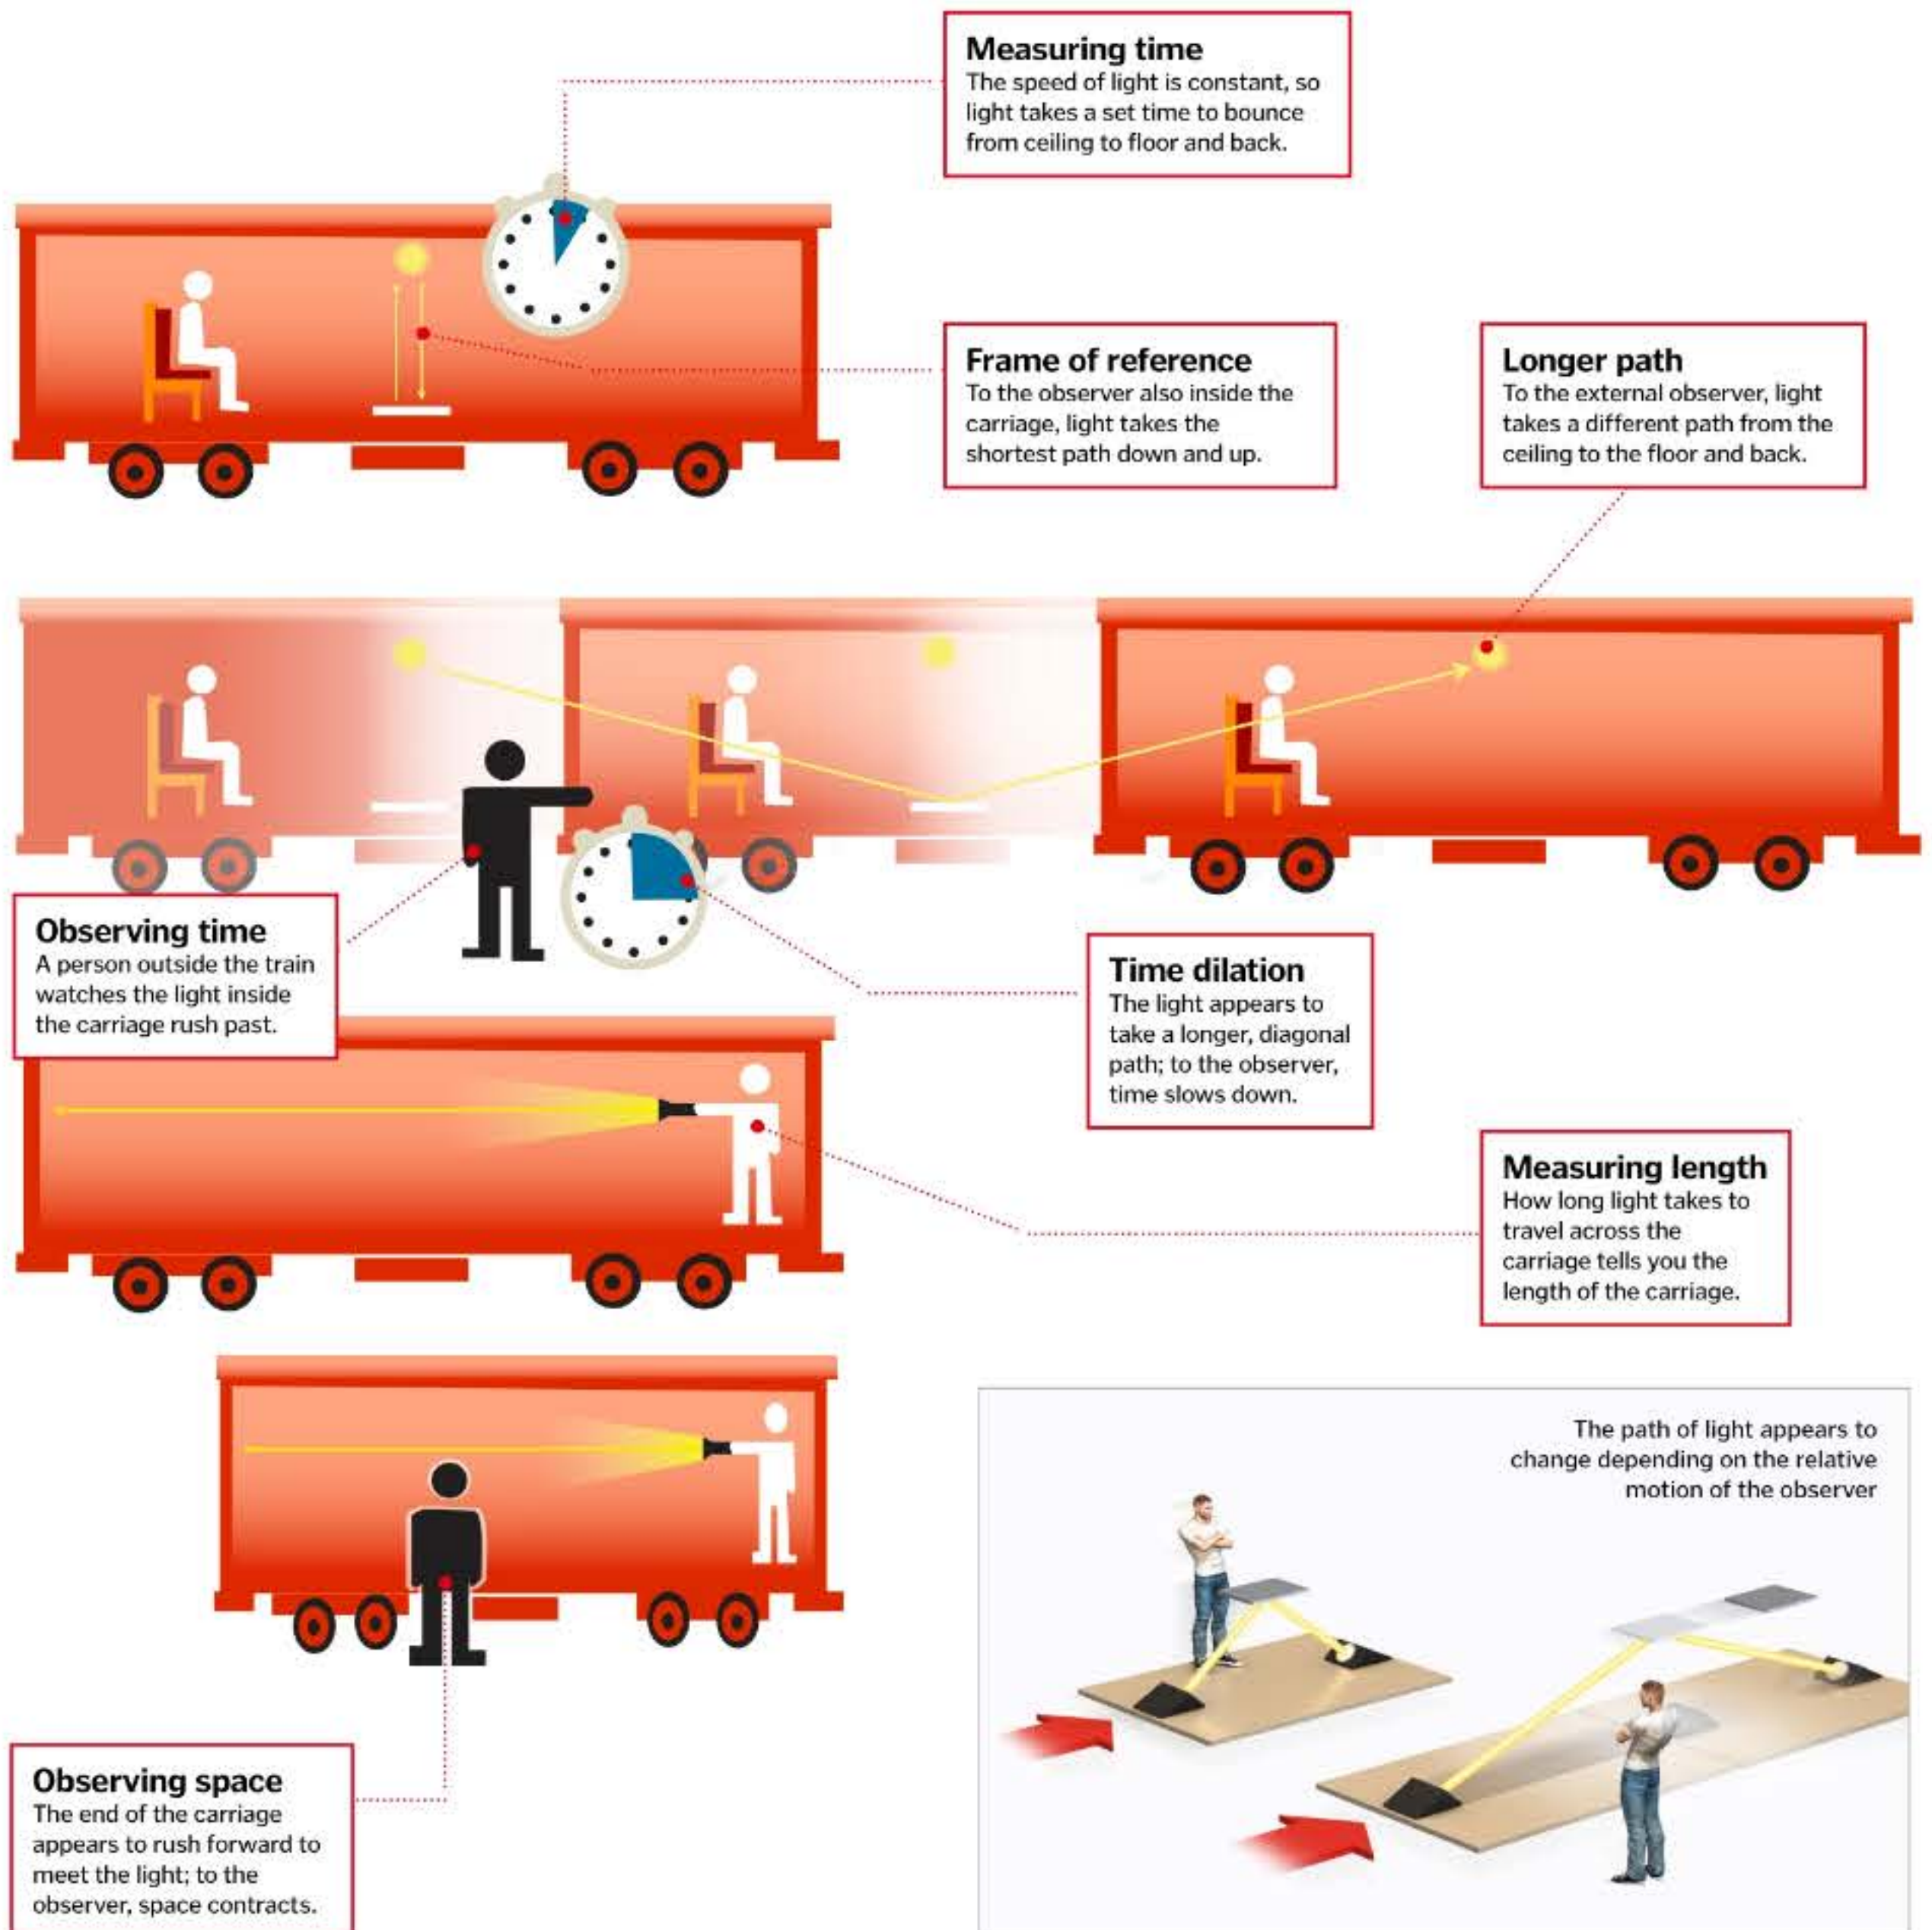 Measuring time
The speed of light is constant, so
light takes a set time to bounce
from ceiling to floor and back.
Frame of reference
To the observer also inside the
carriage, light takes the
shortest path down and up.
Longer path
To the external observer, light
takes a different path from the
ceiling to the floor and back.
Observing time
A person outside the train
watches the light inside
the carriage rush past.
Time dilation
The light appears to
take a longer, diagonal
path; to the observer,
time slows down.
Measuring length
How long light takes to
travel across the
carriage tells you the
length of the carriage.
The path of light appears to
change depending on the relative
motion of the observer
Observing space
The end of the carriage
appears to rush forward to
meet the light; to the
observer, space contracts.